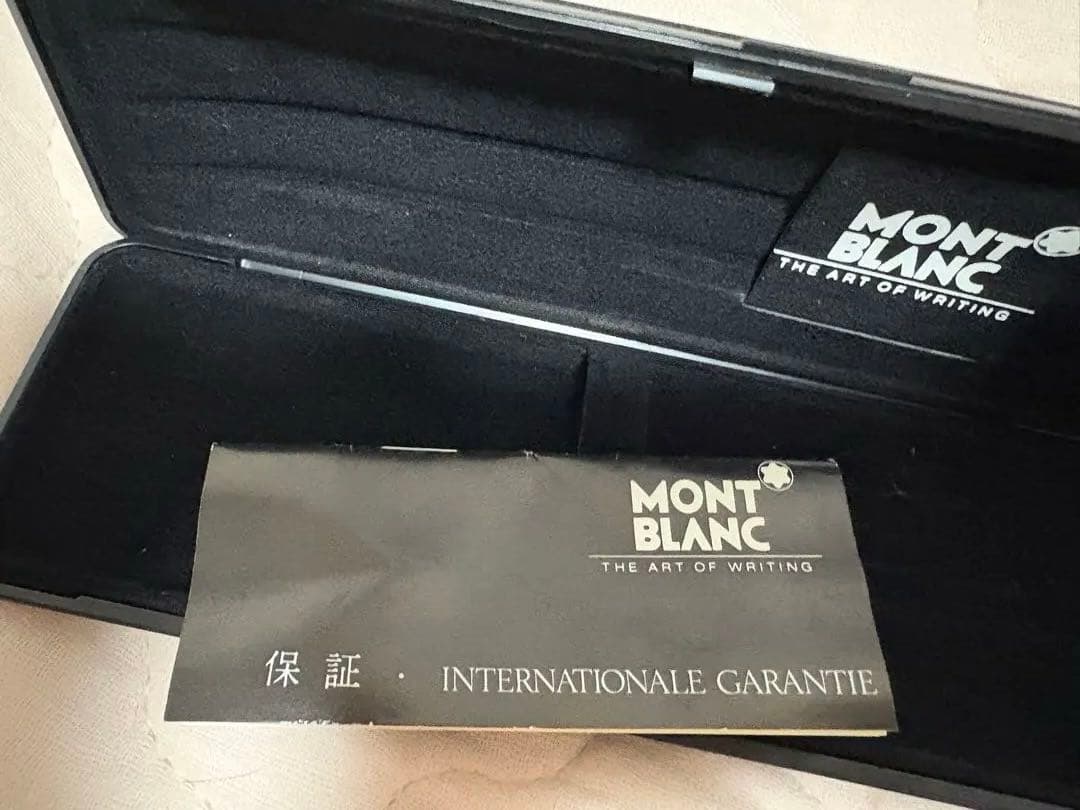 MONT
BLANC
THE ART OF WRITING
MONT
BLANC
THE ART OF WRITING
保証 · INTERNATIONALE GARANTIE